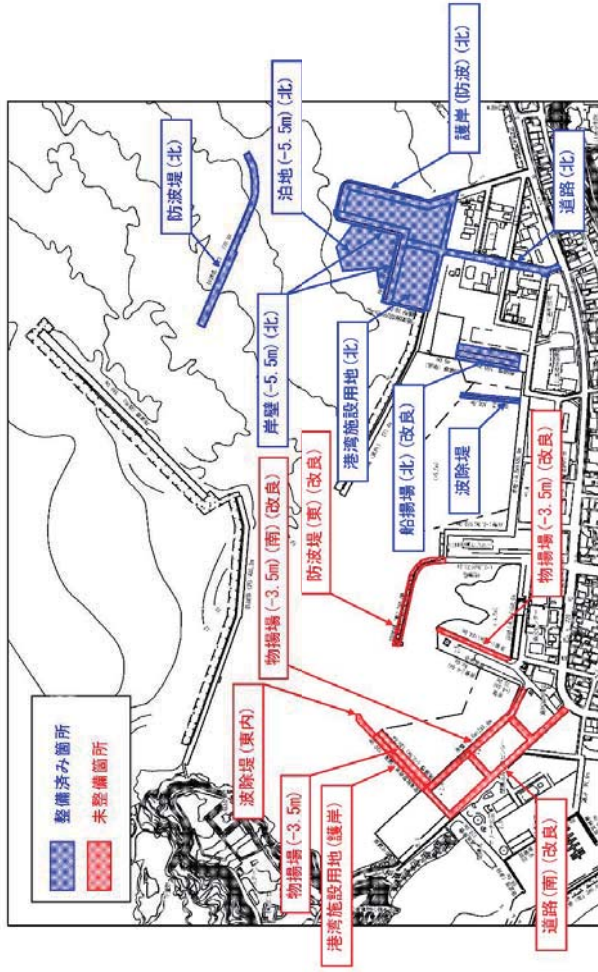 整備済み箇所
未整備箇所
防波堤(北)
泊地(-5.5m)(北)
護岸(防波)(北)
岸壁(-5.5m)(北)
港湾施設用地(北)
道路(北)
船揚場(北)(改良)
波除堤
物揚場(-3.5m)(南)(改良)
防波堤(東)(改良)
物揚場(-3.5m)(改良)
波除堤(東内)
物揚場(-3.5m)
港湾施設用地(護岸)
道路(南)(改良)